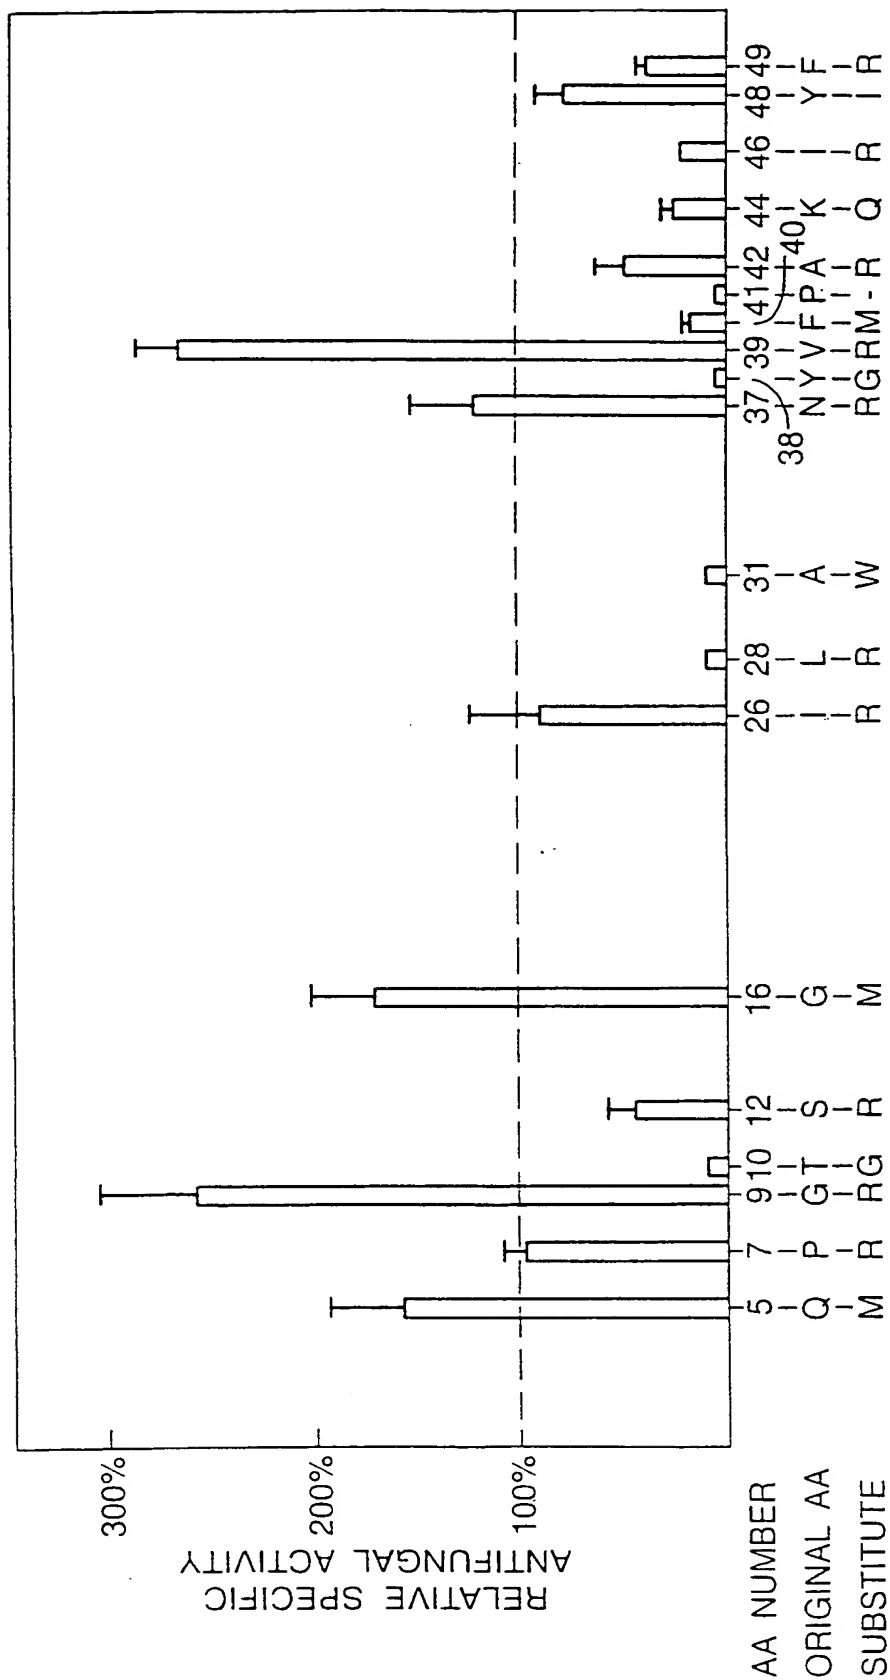 RELATIVE SPECIFIC
ANTIFUNGAL ACTIVITY
300%
200%
100%
AA NUMBER 5 7 9 10 12 16 26 28 31 37 39 41 42 44 46 48 49
38 40
ORIGINAL AA Q P G T S G I L A N Y V F P A K I Y F
SUBSTITUTE M R R G R M R R W R G R M - R Q R I R